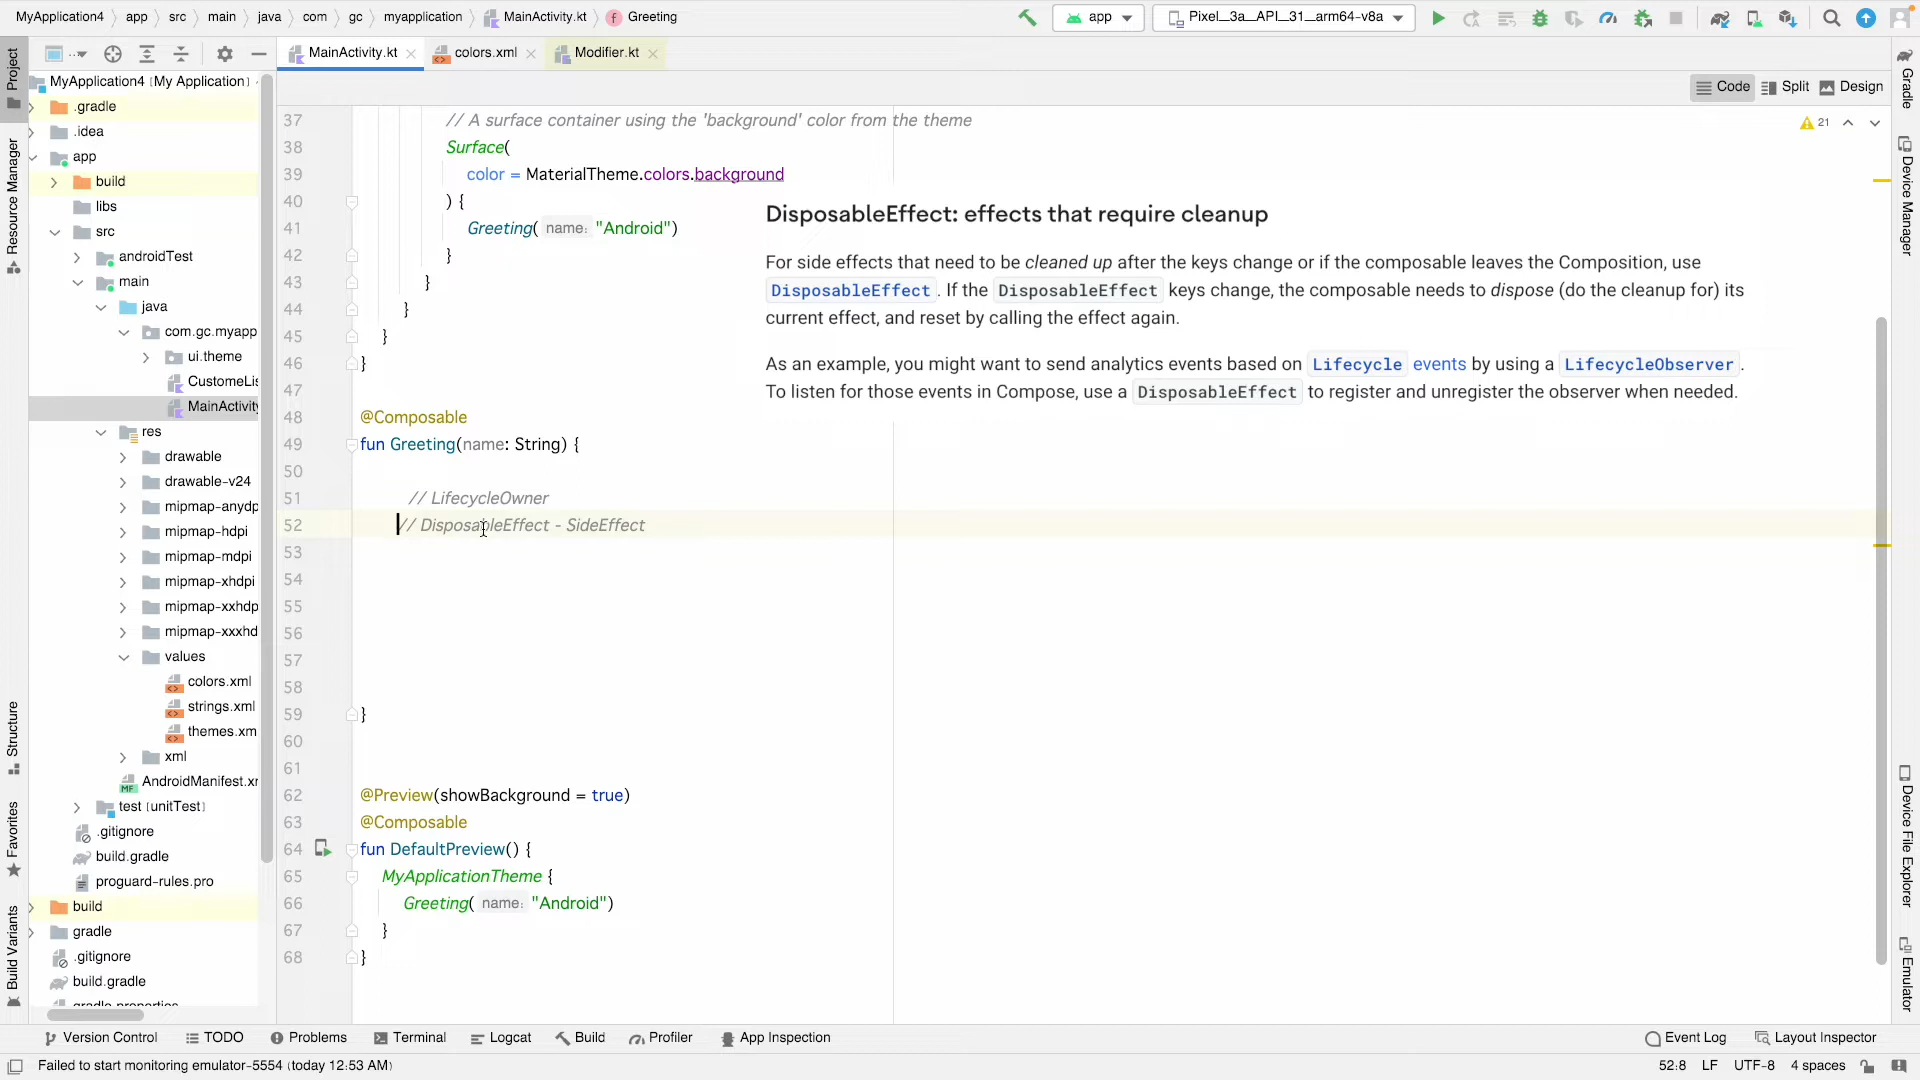 MyApplication4 app src main java com gc myapplication MainActivity.kt Greeting app Pixel_3a_API_31_arm64-v8a
MainActivity.kt colors.xml Modifier.kt
Code Split Design
Project
Resource Manager
Structure
Favorites
Build Variants
MyApplication4 [My Application]
.gradle
.idea
app
build
libs
src
androidTest
main
java
com.gc.myapp
ui.theme
CustomeLis
MainActivity
res
drawable
drawable-v24
mipmap-anydp
mipmap-hdpi
mipmap-mdpi
mipmap-xhdpi
mipmap-xxhdp
mipmap-xxxhd
values
colors.xml
strings.xml
themes.xm
xml
AndroidManifest.xr
test [unitTest]
.gitignore
build.gradle
proguard-rules.pro
build
gradle
.gitignore
build.gradle
gradle.properties
21
37 // A surface container using the 'background' color from the theme
38 Surface(
39 color = MaterialTheme.colors.background
40 ) {
41 Greeting( name: "Android")
42 }
43 }
44 }
45 }
46 }
47
48 @Composable
49 fun Greeting(name: String) {
50
51 // LifecycleOwner
52 // DisposableEffect - SideEffect
53
54
55
56
57
58
59 }
60
61
62 @Preview(showBackground = true)
63 @Composable
64 fun DefaultPreview() {
65 MyApplicationTheme {
66 Greeting( name: "Android")
67 }
68 }
DisposableEffect: effects that require cleanup
For side effects that need to be cleaned up after the keys change or if the composable leaves the Composition, use
DisposableEffect. If the DisposableEffect keys change, the composable needs to dispose (do the cleanup for) its
current effect, and reset by calling the effect again.
As an example, you might want to send analytics events based on Lifecycle events by using a LifecycleObserver.
To listen for those events in Compose, use a DisposableEffect to register and unregister the observer when needed.
Gradle
Device Manager
Device File Explorer
Emulator
Version Control TODO Problems Terminal Logcat Build Profiler App Inspection Event Log Layout Inspector
Failed to start monitoring emulator-5554 (today 12:53 AM) 52:8 LF UTF-8 4 spaces